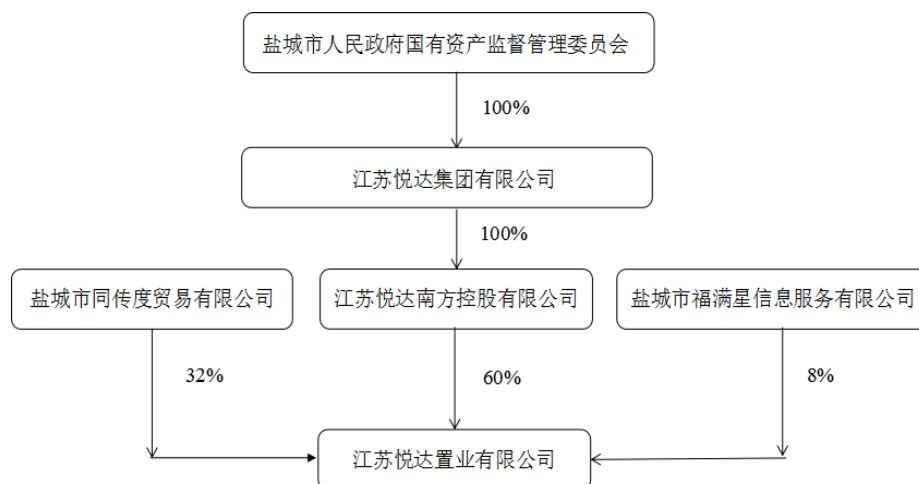 盐城市人民政府国有资产监督管理委员会
100%
江苏悦达集团有限公司
100%
盐城市同传度贸易有限公司
江苏悦达南方控股有限公司
盐城市福满星信息服务有限公司
32%
60%
8%
江苏悦达置业有限公司